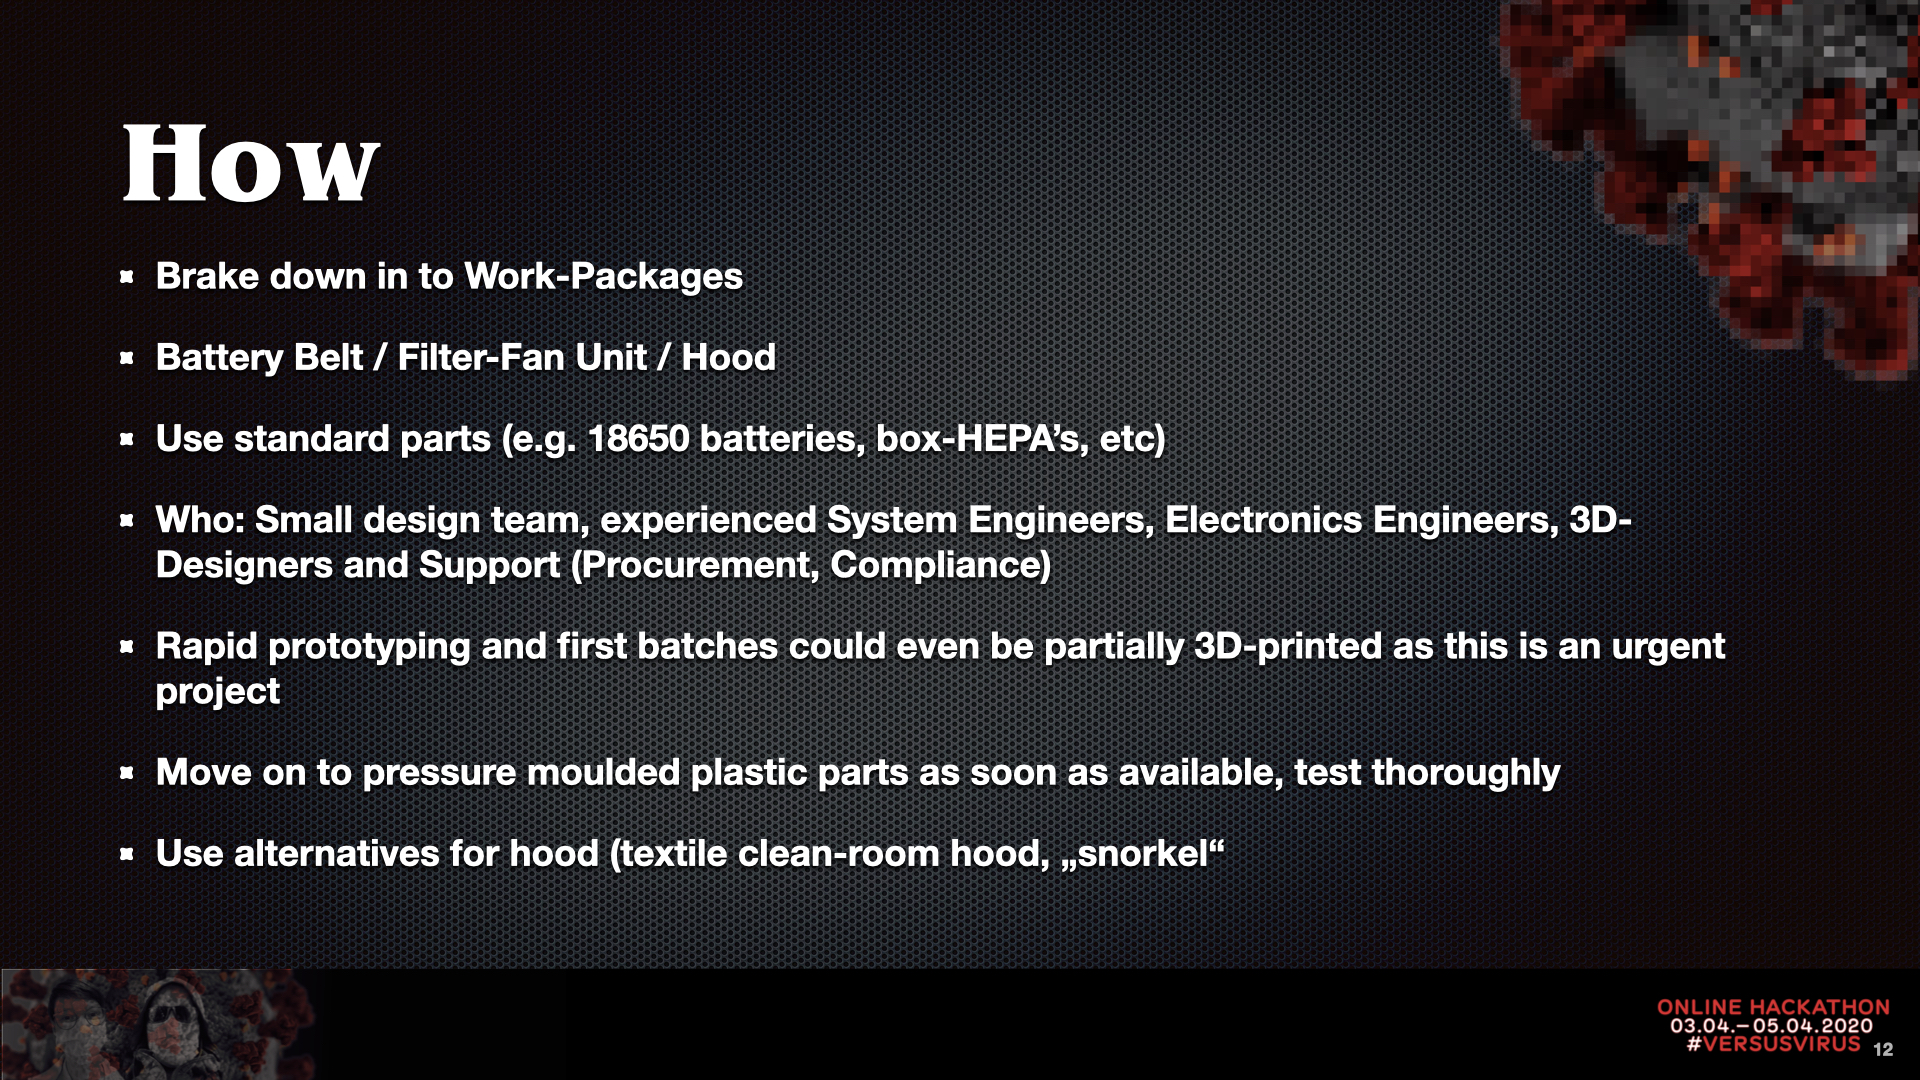 How
Brake down in to Work-Packages
Battery Belt / Filter-Fan Unit / Hood
Use standard parts (e.g. 18650 batteries, box-HEPA’s, etc)
Who: Small design team, experienced System Engineers, Electronics Engineers, 3D-
Designers and Support (Procurement, Compliance)
Rapid prototyping and first batches could even be partially 3D-printed as this is an urgent
project
Move on to pressure moulded plastic parts as soon as available, test thoroughly
Use alternatives for hood (textile clean-room hood, „snorkel“
ONLINE HACKATHON
03.04.–05.04.2020
#VERSUSVIRUS
12